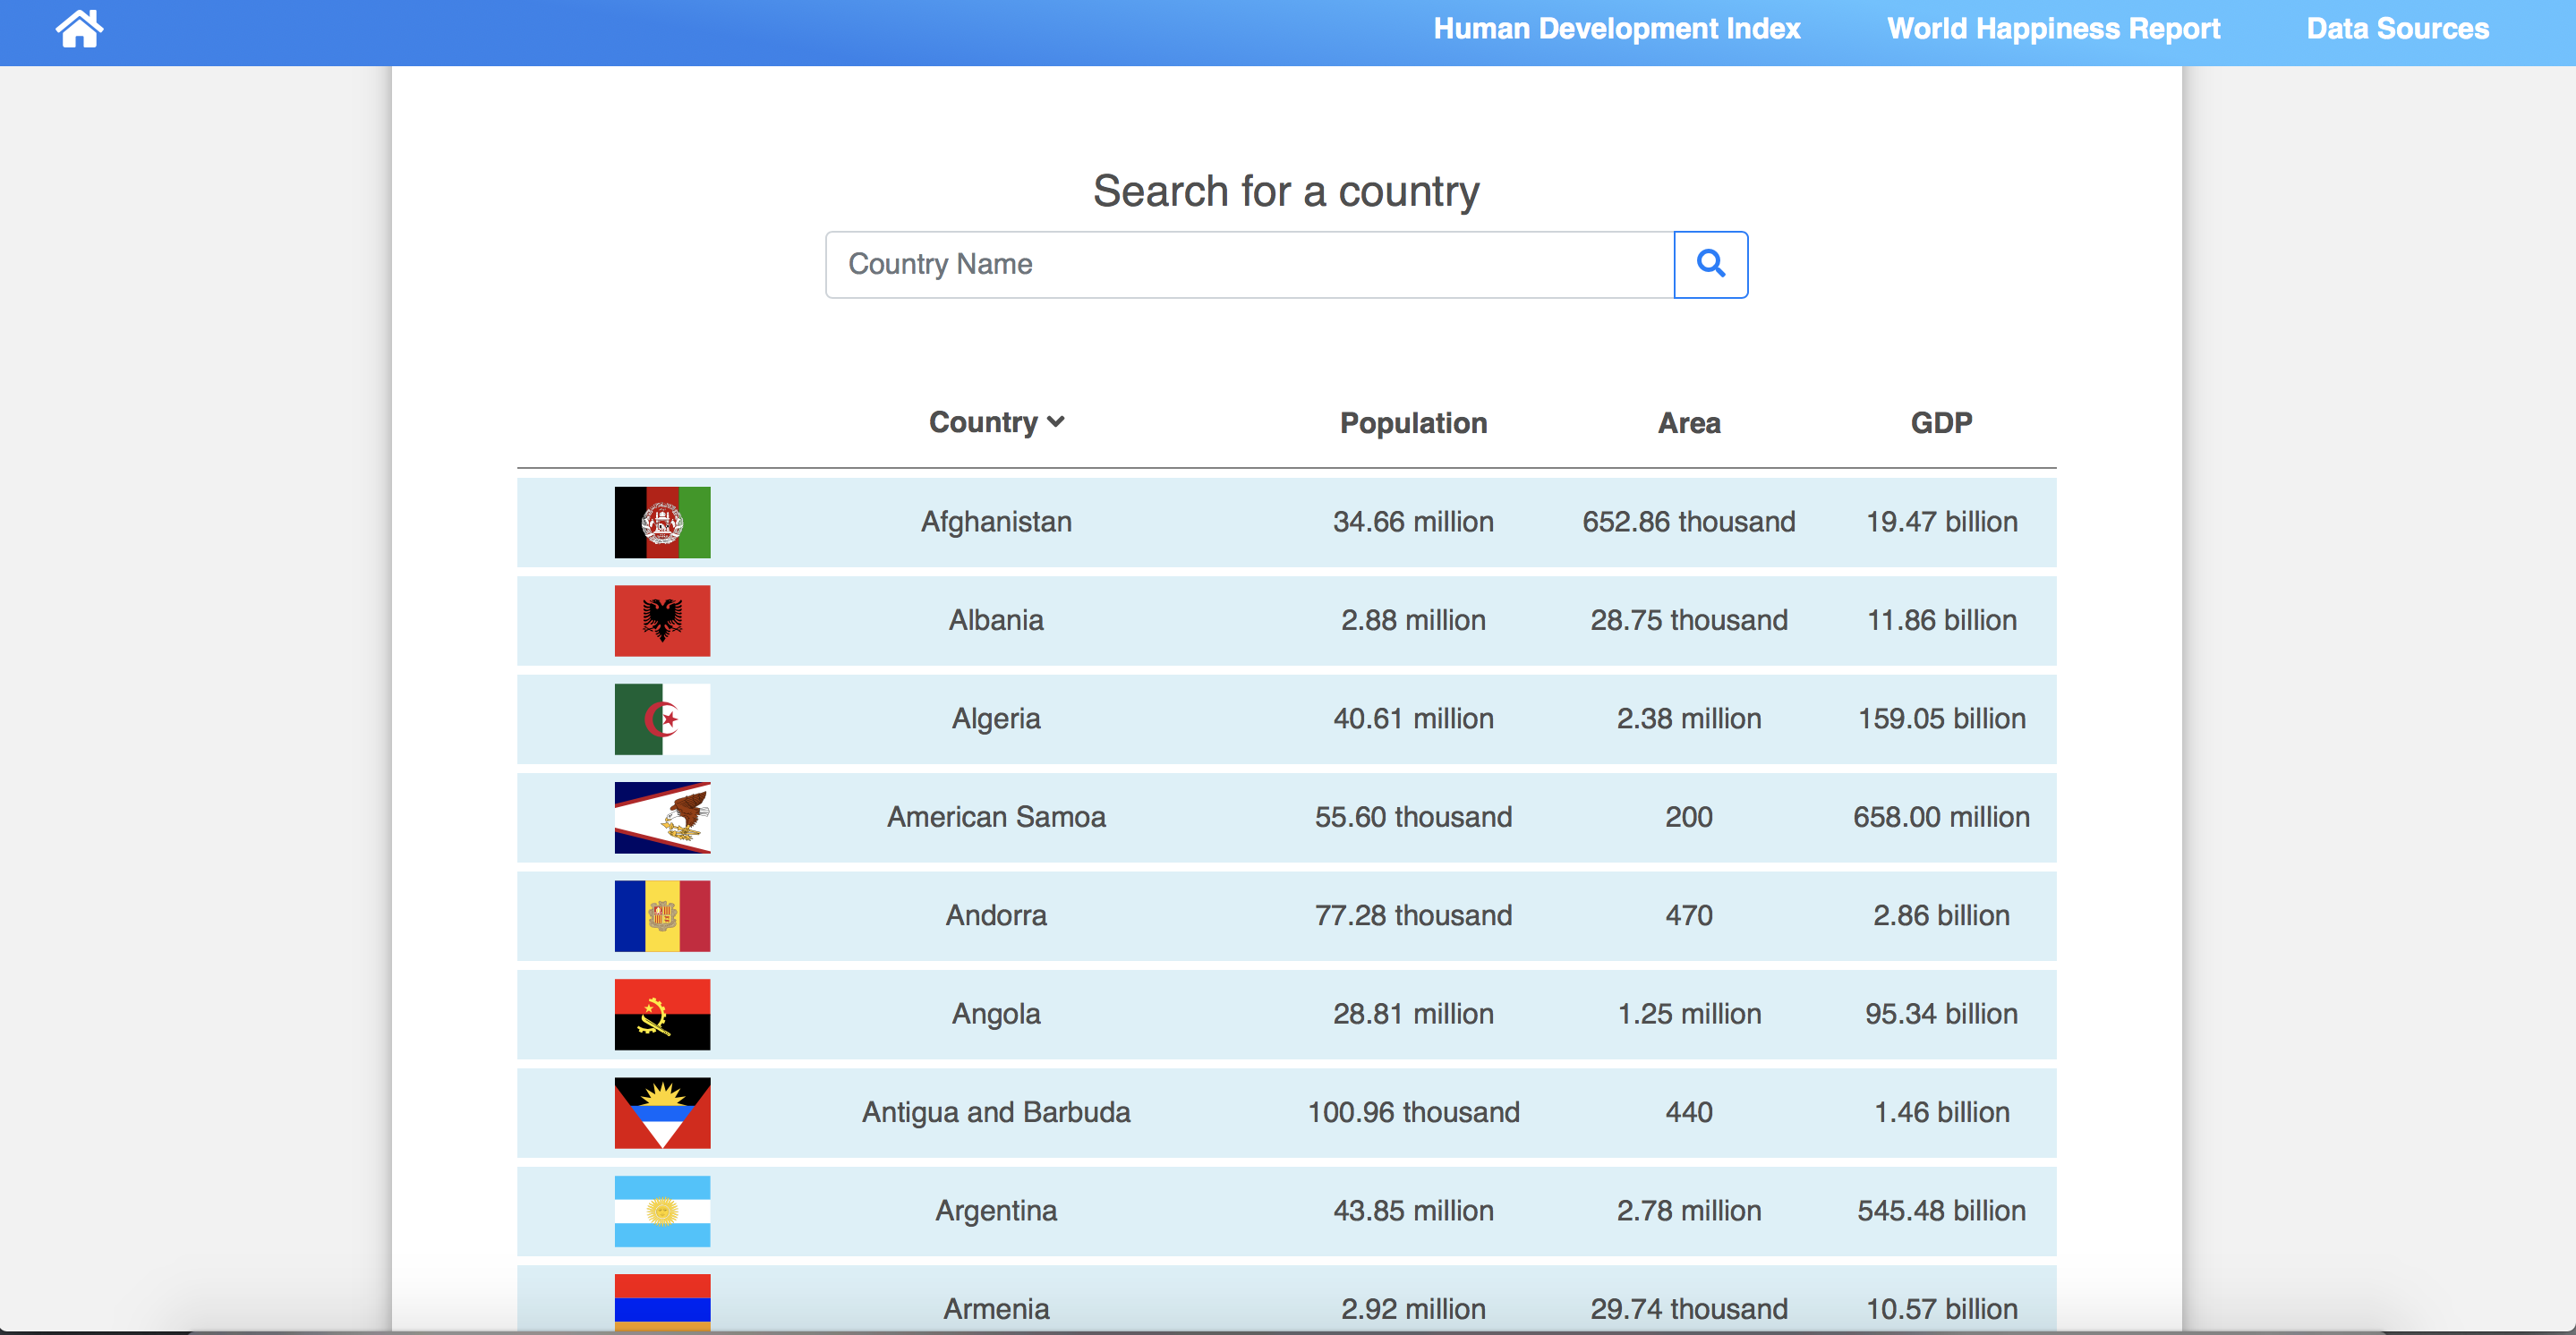 Human Development Index World Happiness Report Data Sources
Search for a country
Country Name
Country Population Area GDP
Afghanistan 34.66 million 652.86 thousand 19.47 billion
Albania 2.88 million 28.75 thousand 11.86 billion
Algeria 40.61 million 2.38 million 159.05 billion
American Samoa 55.60 thousand 200 658.00 million
Andorra 77.28 thousand 470 2.86 billion
Angola 28.81 million 1.25 million 95.34 billion
Antigua and Barbuda 100.96 thousand 440 1.46 billion
Argentina 43.85 million 2.78 million 545.48 billion
Armenia 2.92 million 29.74 thousand 10.57 billion